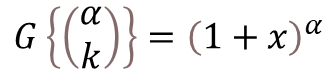 G{(α k)} = (1 + x)^α